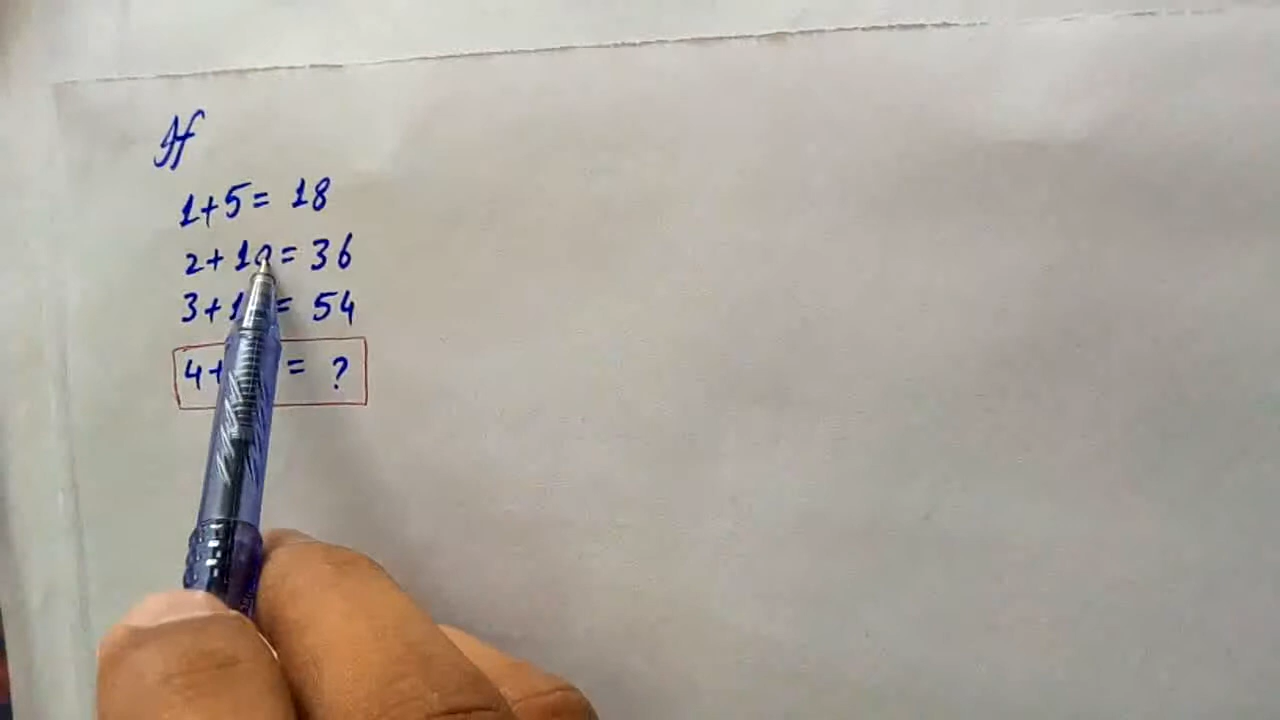 If
1+5= 18
2+10= 36
3+1 = 54
4+ = ?